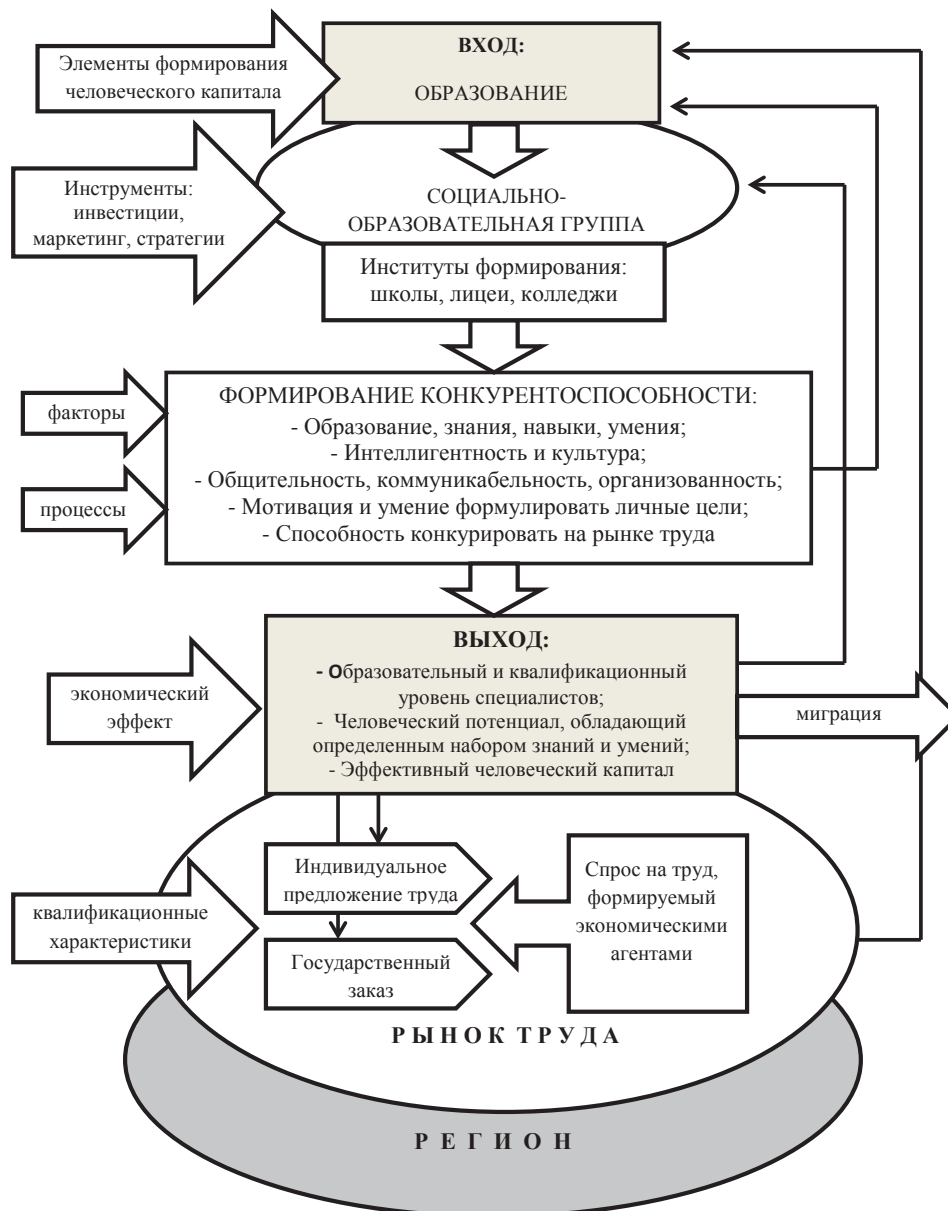 ВХОД:
ОБРАЗОВАНИЕ
Элементы формирования
человеческого капитала
Инструменты:
инвестиции,
маркетинг, стратегии
СОЦИАЛЬНО-
ОБРАЗОВАТЕЛЬНАЯ ГРУППА
Институты формирования:
школы, лицеи, колледжи
факторы
процессы
ФОРМИРОВАНИЕ КОНКУРЕНТОСПОСОБНОСТИ:
- Образование, знания, навыки, умения;
- Интеллигентность и культура;
- Общительность, коммуникабельность, организованность;
- Мотивация и умение формулировать личные цели;
- Способность конкурировать на рынке труда
экономический
эффект
ВЫХОД:
- Образовательный и квалификационный
уровень специалистов;
- Человеческий потенциал, обладающий
определенным набором знаний и умений;
- Эффективный человеческий капитал
миграция
квалификационные
характеристики
Индивидуальное
предложение труда
Государственный
заказ
Спрос на труд,
формируемый
экономическими
агентами
РЫНОК ТРУДА
РЕГИОН